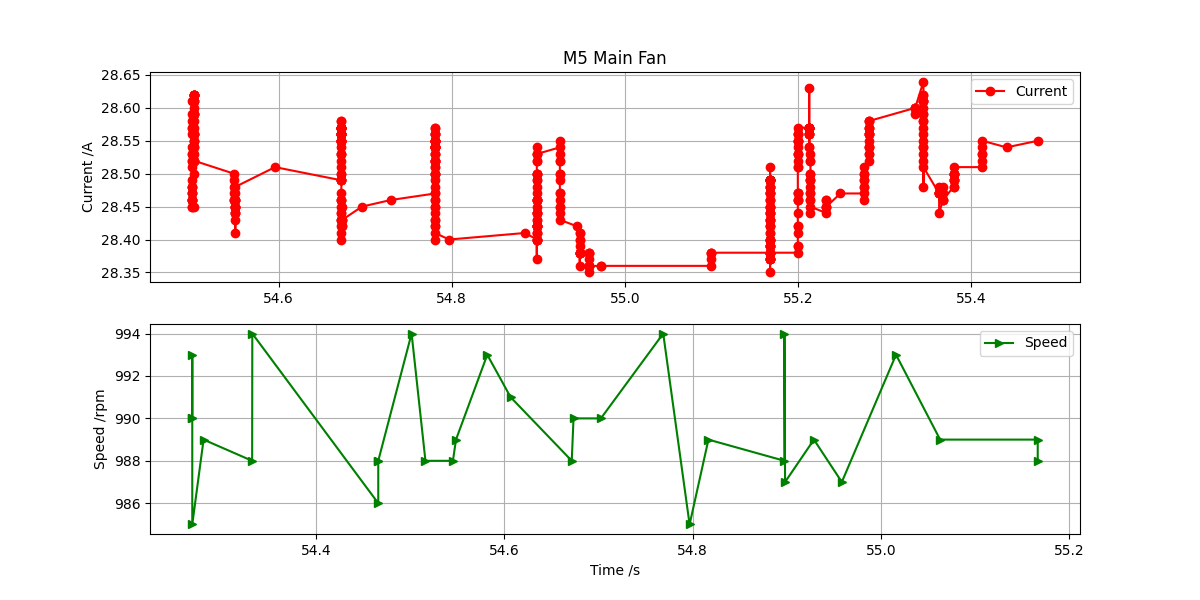 M5 Main Fan
28.65
28.60
28.55
28.50
28.45
28.40
28.35
Current /A
Current
54.6 54.8 55.0 55.2 55.4
994
992
990
988
986
Speed /rpm
Speed
54.4 54.6 54.8 55.0 55.2
Time /s